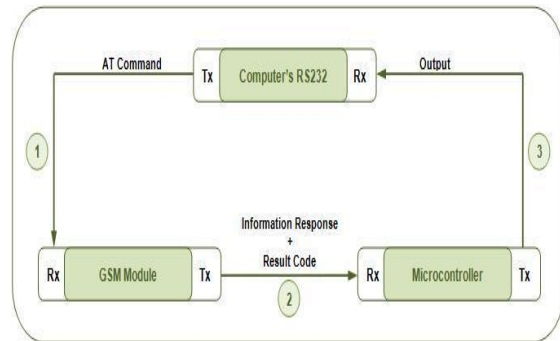 AT Command
Tx Computer's RS232 Rx
Output
1
3
Information Response
+
Result Code
Rx GSM Module Tx
Rx Microcontroller Tx
2